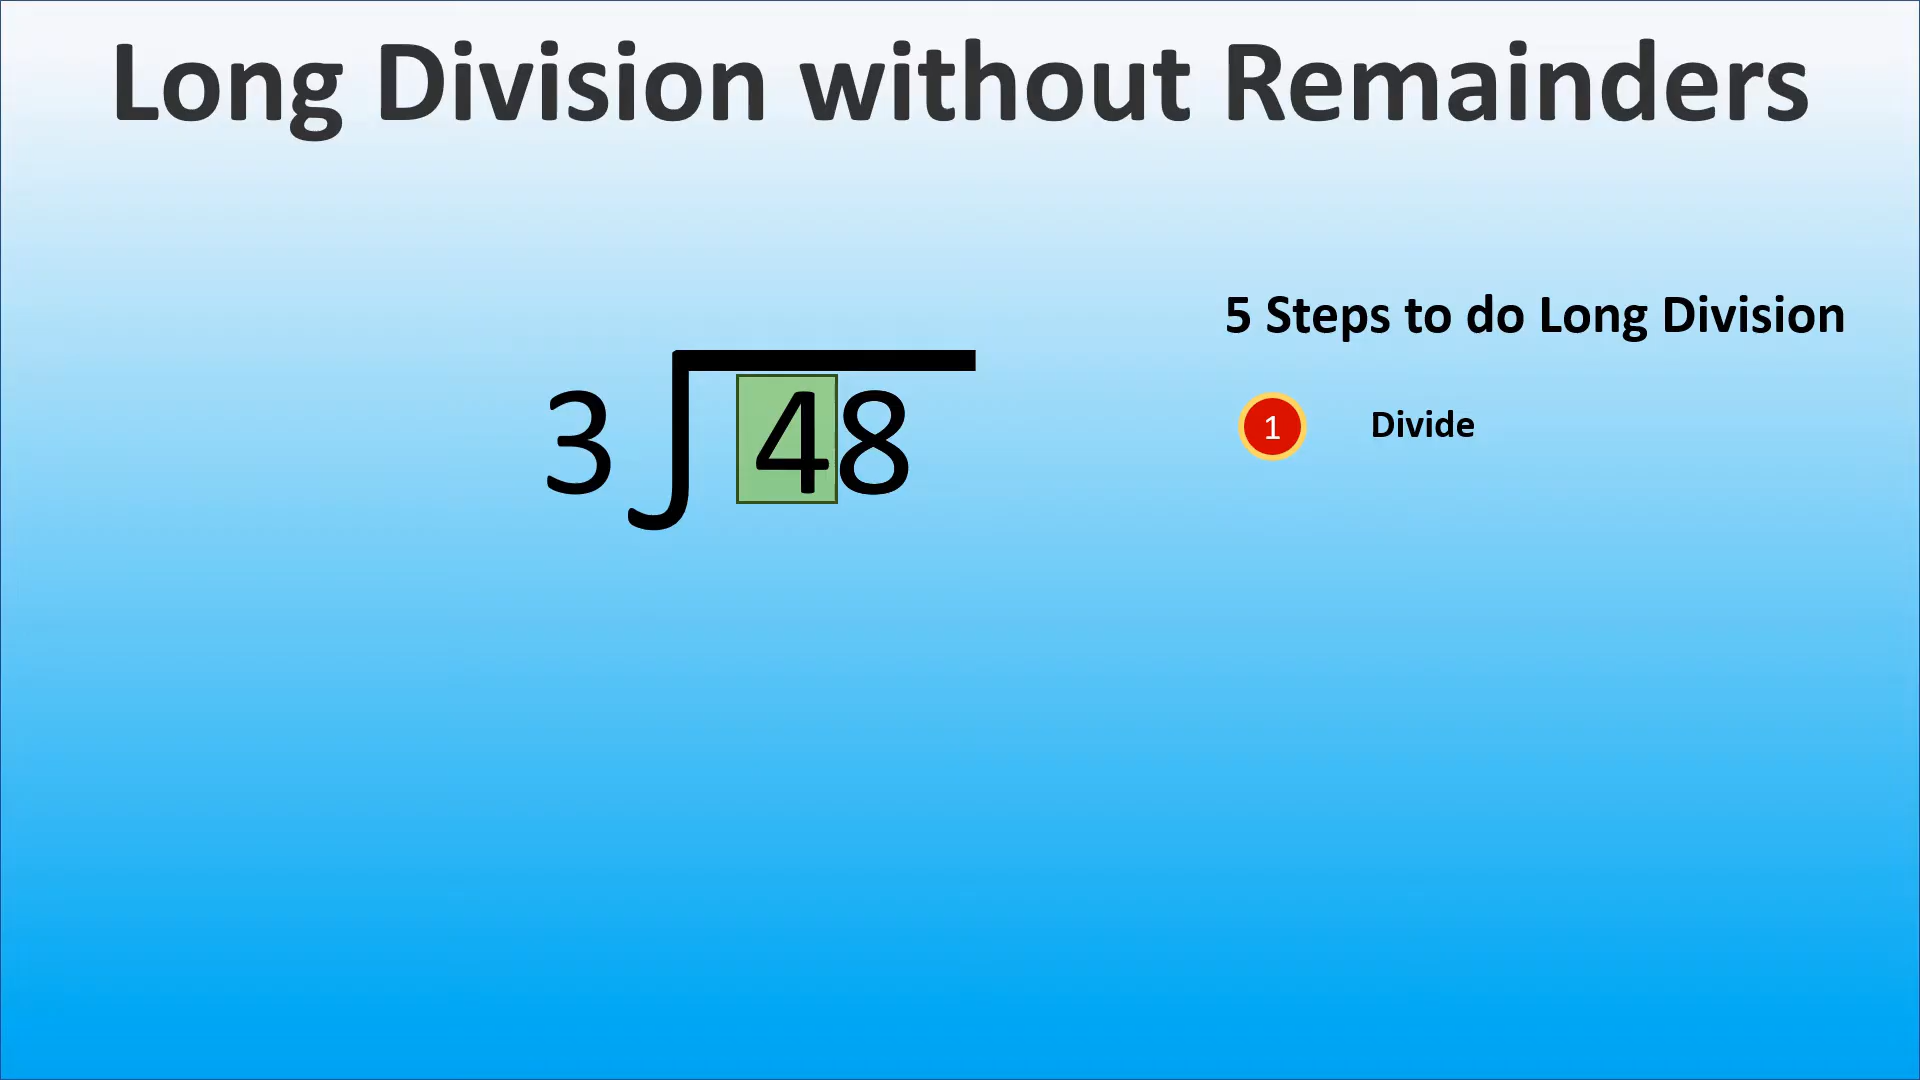 Long Division without Remainders
5 Steps to do Long Division
3 48
1 Divide